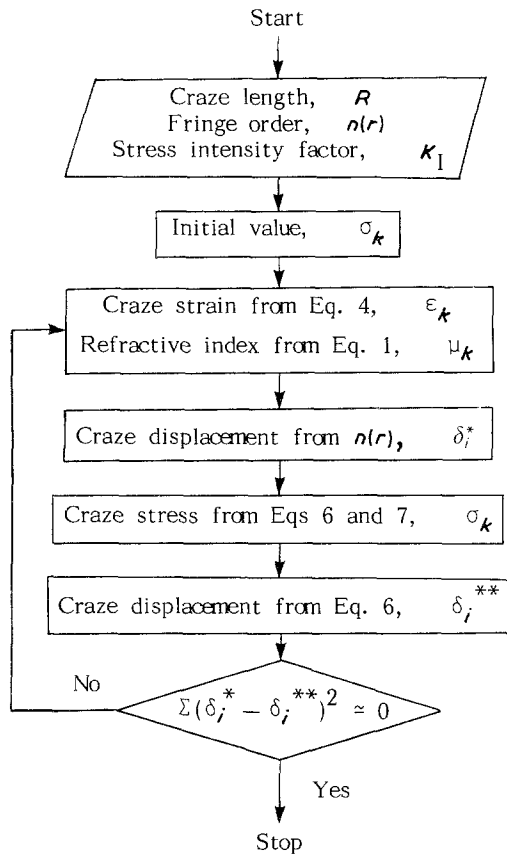 Start
Craze length, R
Fringe order, n(r)
Stress intensity factor, K_I
Initial value, σ_k
Craze strain from Eq. 4, ε_k
Refractive index from Eq. 1, μ_k
Craze displacement from n(r), δ_i^*
Craze stress from Eqs 6 and 7, σ_k
Craze displacement from Eq. 6, δ_i^**
No
Σ(δ_i^* − δ_i^**)^2 ≃ 0
Yes
Stop